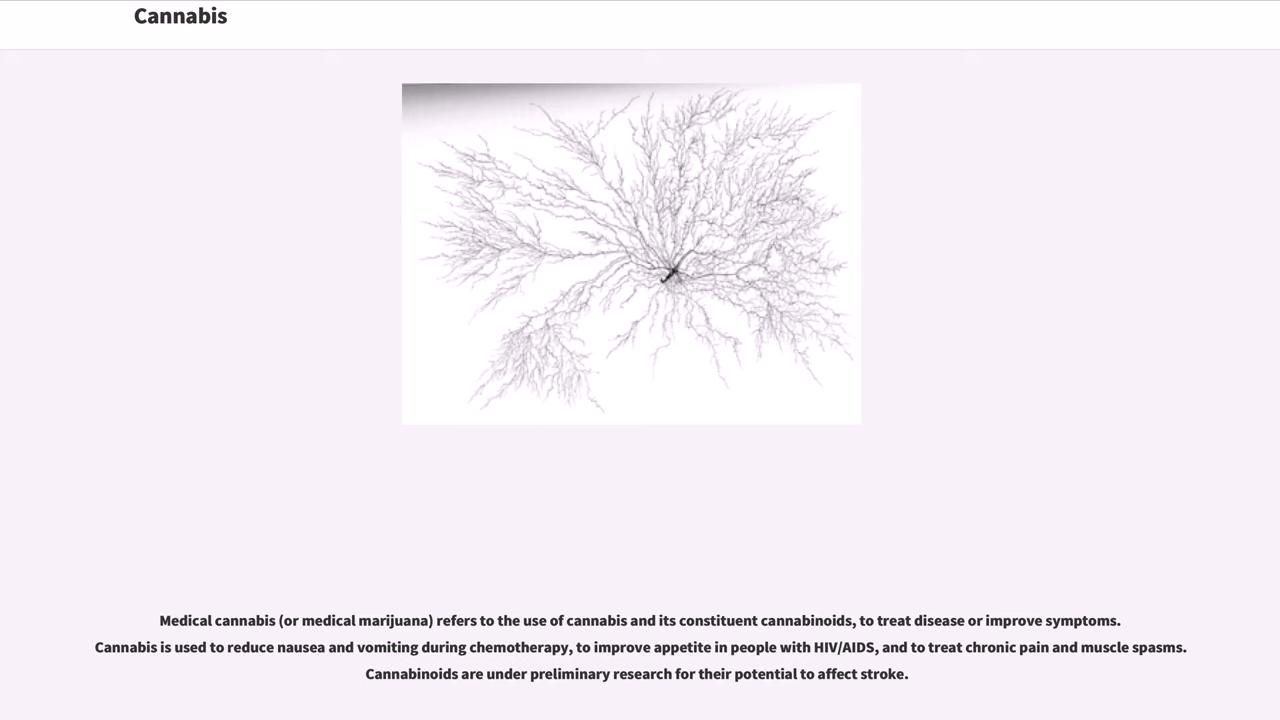 Cannabis
Medical cannabis (or medical marijuana) refers to the use of cannabis and its constituent cannabinoids, to treat disease or improve symptoms.
Cannabis is used to reduce nausea and vomiting during chemotherapy, to improve appetite in people with HIV/AIDS, and to treat chronic pain and muscle spasms.
Cannabinoids are under preliminary research for their potential to affect stroke.